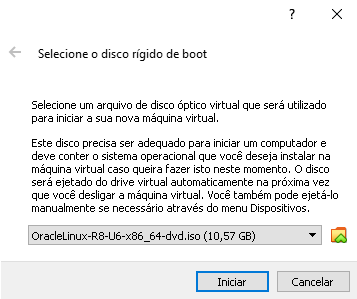 ?
Selecione o disco rígido de boot
Selecione um arquivo de disco óptico virtual que será utilizado
para iniciar a sua nova máquina virtual.
Este disco precisa ser adequado para iniciar um computador e
deve conter o sistema operacional que você deseja instalar na
máquina virtual caso queira fazer isto neste momento. O disco
será ejetado do drive virtual automaticamente na próxima vez
que você desligar a máquina virtual. Você também pode ejetá-lo
manualmente se necessário através do menu Dispositivos.
OracleLinux-R8-U6-x86_64-dvd.iso (10,57 GB)
Iniciar
Cancelar